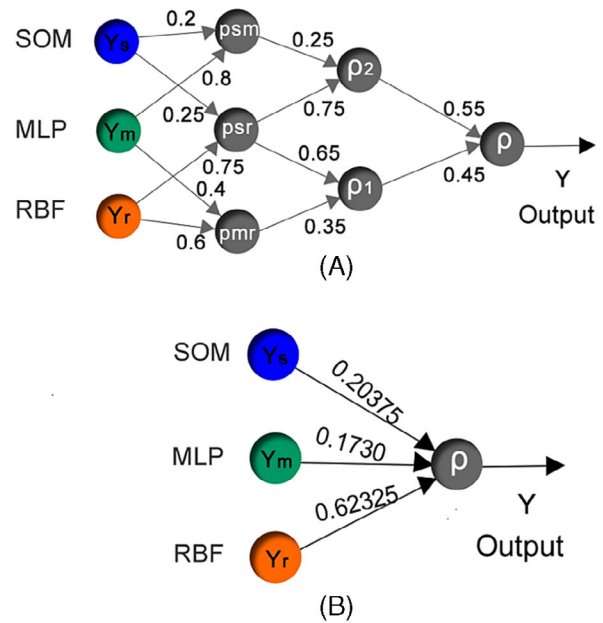 SOM
Ys
0.2
psm
0.25
0.8
ρ2
MLP
Ym
0.25
psr
0.75
0.55
ρ
0.75
0.65
0.45
Y
Output
RBF
Yr
0.4
0.6
pmr
ρ1
0.35
(A)
SOM
Ys
0.20375
MLP
Ym
0.1730
ρ
Y
Output
RBF
Yr
0.62325
(B)